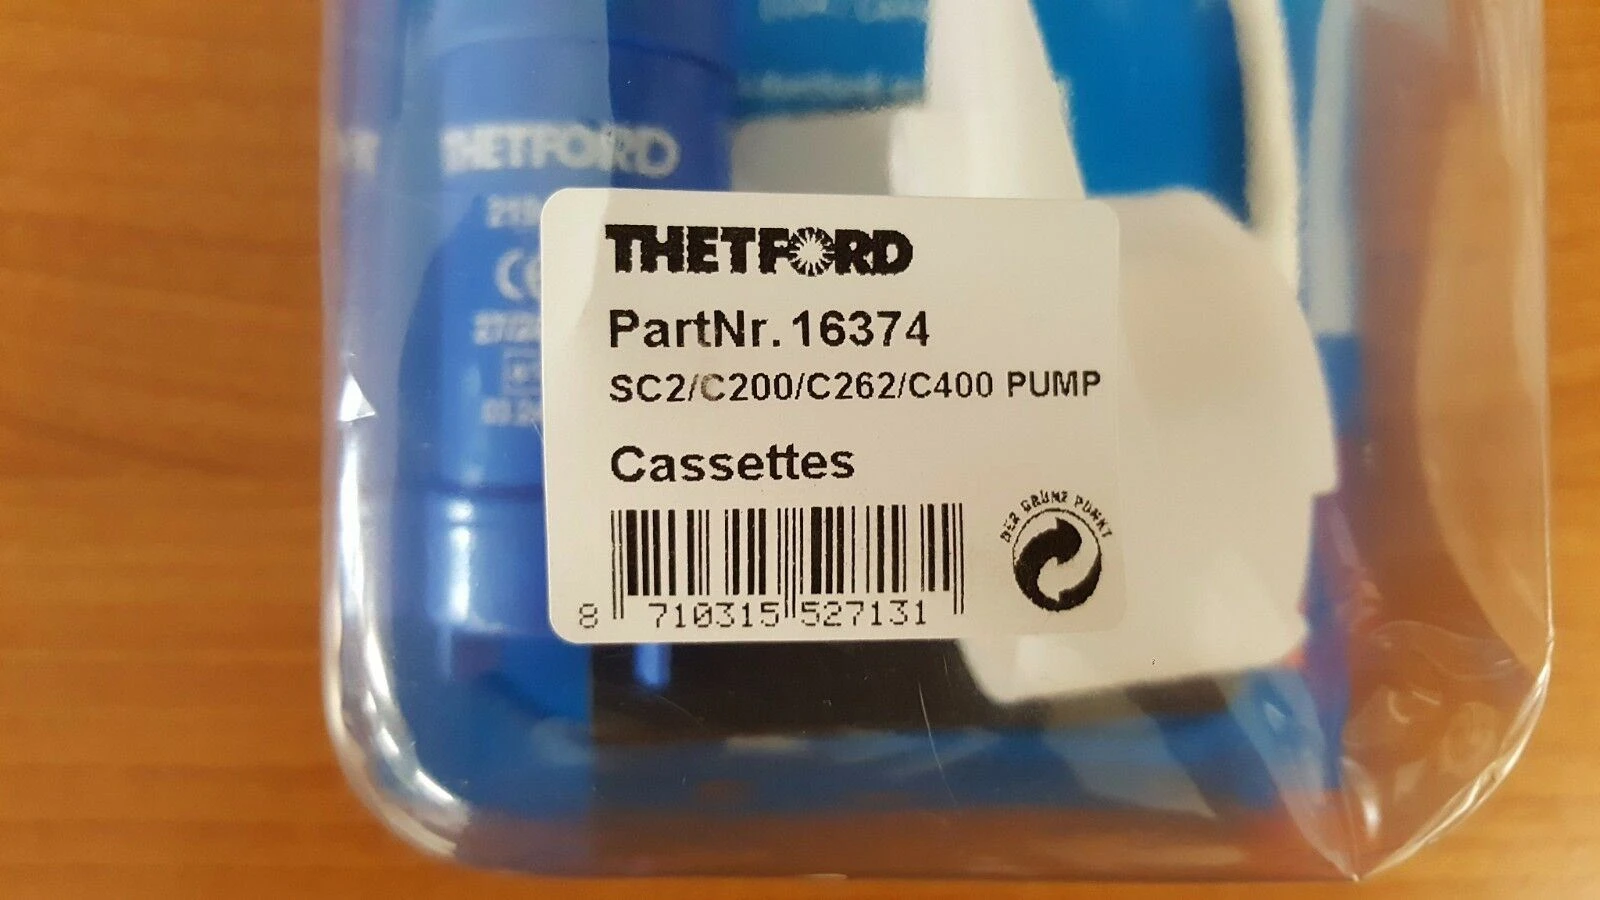 THETFORD
THETFORD
PartNr. 16374
SC2/C200/C262/C400 PUMP
Cassettes
DER GRÜNE PUNKT
8 710315 527131